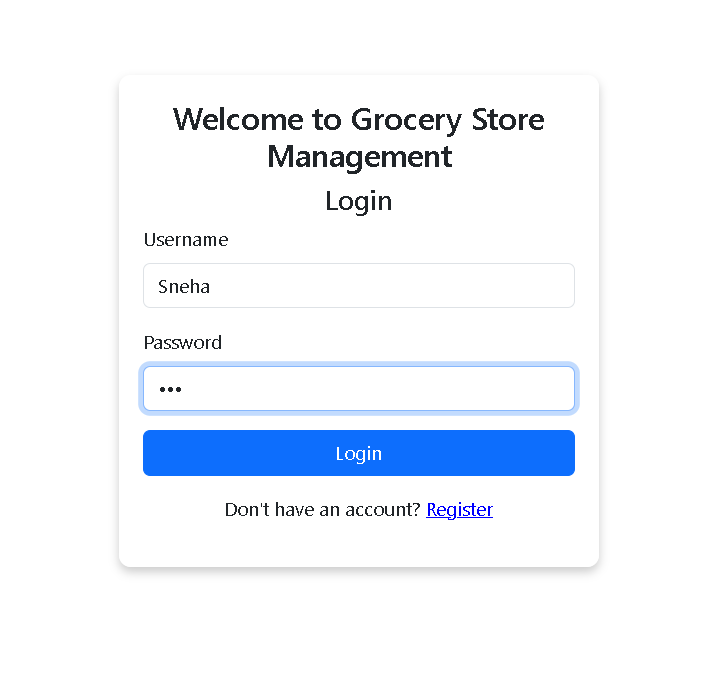 Welcome to Grocery Store
Management
Login
Username
Sneha
Password
•••
Login
Don't have an account? Register